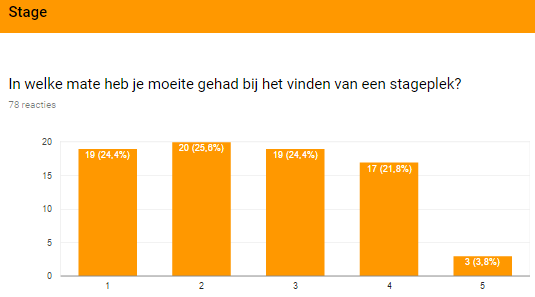 Stage
In welke mate heb je moeite gehad bij het vinden van een stageplek?
78 reacties
20
15
10
5
0
19 (24,4%)
20 (25,6%)
19 (24,4%)
17 (21,8%)
3 (3,8%)
1 2 3 4 5